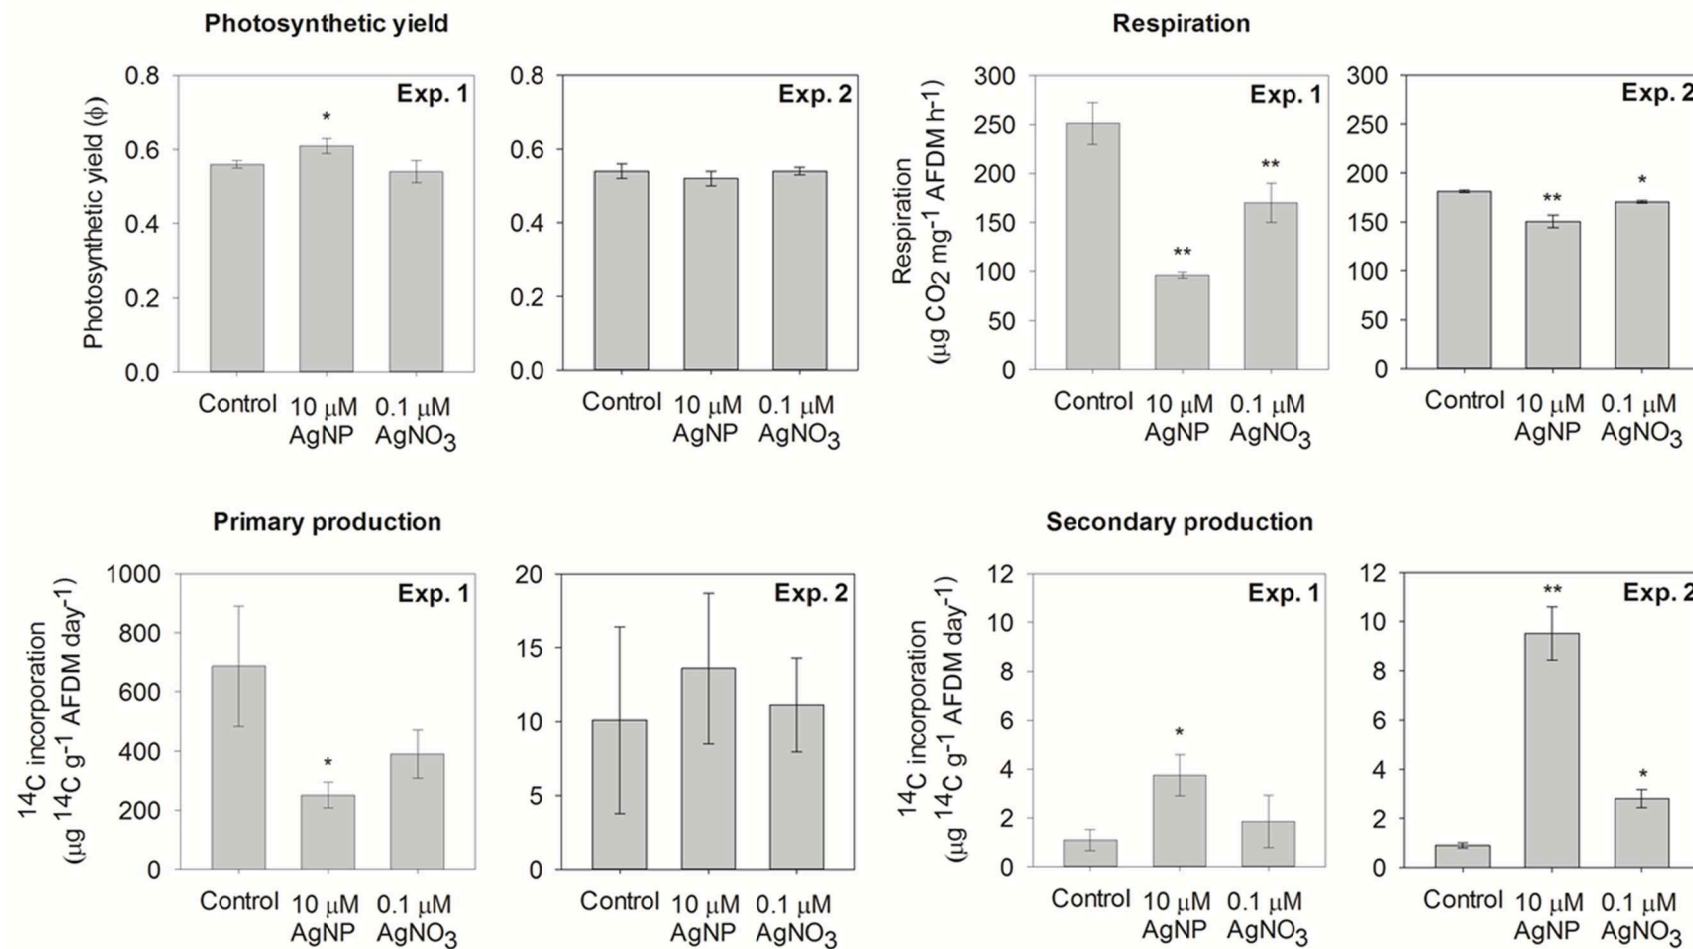 Photosynthetic yield
Respiration
Photosynthetic yield (ϕ)
0.8
0.6
0.4
0.2
0.0
Exp. 1
*
Control
10 μM
AgNP
0.1 μM
AgNO3
0.8
0.6
0.4
0.2
0.0
Exp. 2
Control
10 μM
AgNP
0.1 μM
AgNO3
Respiration
(μg CO2 mg-1 AFDM h-1)
300
250
200
150
100
50
0
Exp. 1
**
**
Control
10 μM
AgNP
0.1 μM
AgNO3
300
250
200
150
100
50
0
Exp. 2
**
*
Control
10 μM
AgNP
0.1 μM
AgNO3
Primary production
Secondary production
14C incorporation
(μg 14C g-1 AFDM day-1)
1000
800
600
400
200
0
Exp. 1
*
Control
10 μM
AgNP
0.1 μM
AgNO3
20
15
10
5
0
Exp. 2
Control
10 μM
AgNP
0.1 μM
AgNO3
14C incorporation
(μg 14C g-1 AFDM day-1)
12
10
8
6
4
2
0
Exp. 1
*
Control
10 μM
AgNP
0.1 μM
AgNO3
12
10
8
6
4
2
0
Exp. 2
**
*
Control
10 μM
AgNP
0.1 μM
AgNO3